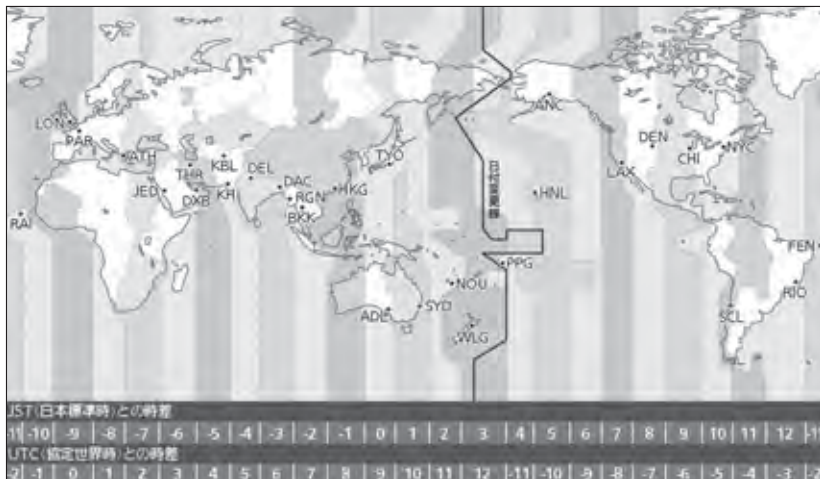 ANC
LON
PAR
ATH
THR
KBL
DEL
TYO
DEN
CHI
NYC
LAX
JED
DXB
KHI
DAC
RGN
HKG
BKK
日付変更線
HNL
RAI
FEN
PPG
NOU
RIO
ADL
SYD
SCL
WLG
JST(日本標準時)との時差
-11 -10 -9 -8 -7 -6 -5 -4 -3 -2 -1 0 1 2 3 4 5 6 7 8 9 10 11 12 -11
UTC(協定世界時)との時差
-2 -1 0 1 2 3 4 5 6 7 8 9 10 11 12 -11 -10 -9 -8 -7 -6 -5 -4 -3 -2